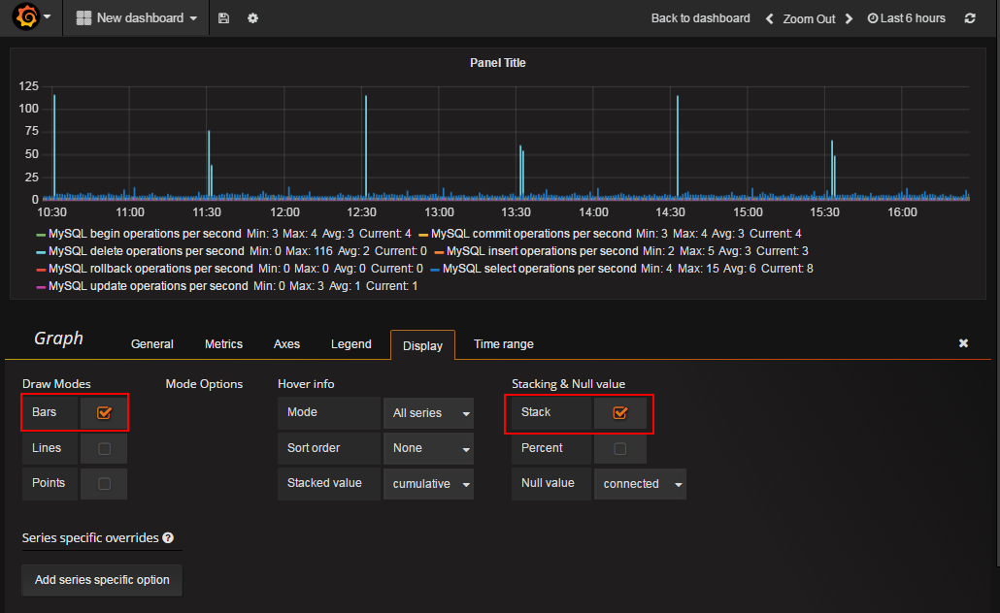 New dashboard
Back to dashboard Zoom Out Last 6 hours
Panel Title
125
100
75
50
25
0
10:30 11:00 11:30 12:00 12:30 13:00 13:30 14:00 14:30 15:00 15:30 16:00
MySQL begin operations per second Min: 3 Max: 4 Avg: 3 Current: 4 MySQL commit operations per second Min: 3 Max: 4 Avg: 3 Current: 4
MySQL delete operations per second Min: 0 Max: 116 Avg: 2 Current: 0 MySQL insert operations per second Min: 2 Max: 5 Avg: 3 Current: 3
MySQL rollback operations per second Min: 0 Max: 0 Avg: 0 Current: 0 MySQL select operations per second Min: 4 Max: 15 Avg: 6 Current: 8
MySQL update operations per second Min: 0 Max: 3 Avg: 1 Current: 1
Graph General Metrics Axes Legend Display Time range
Draw Modes Mode Options Hover info Stacking & Null value
Bars Mode All series Stack
Lines Sort order None Percent
Points Stacked value cumulative Null value connected
Series specific overrides
Add series specific option